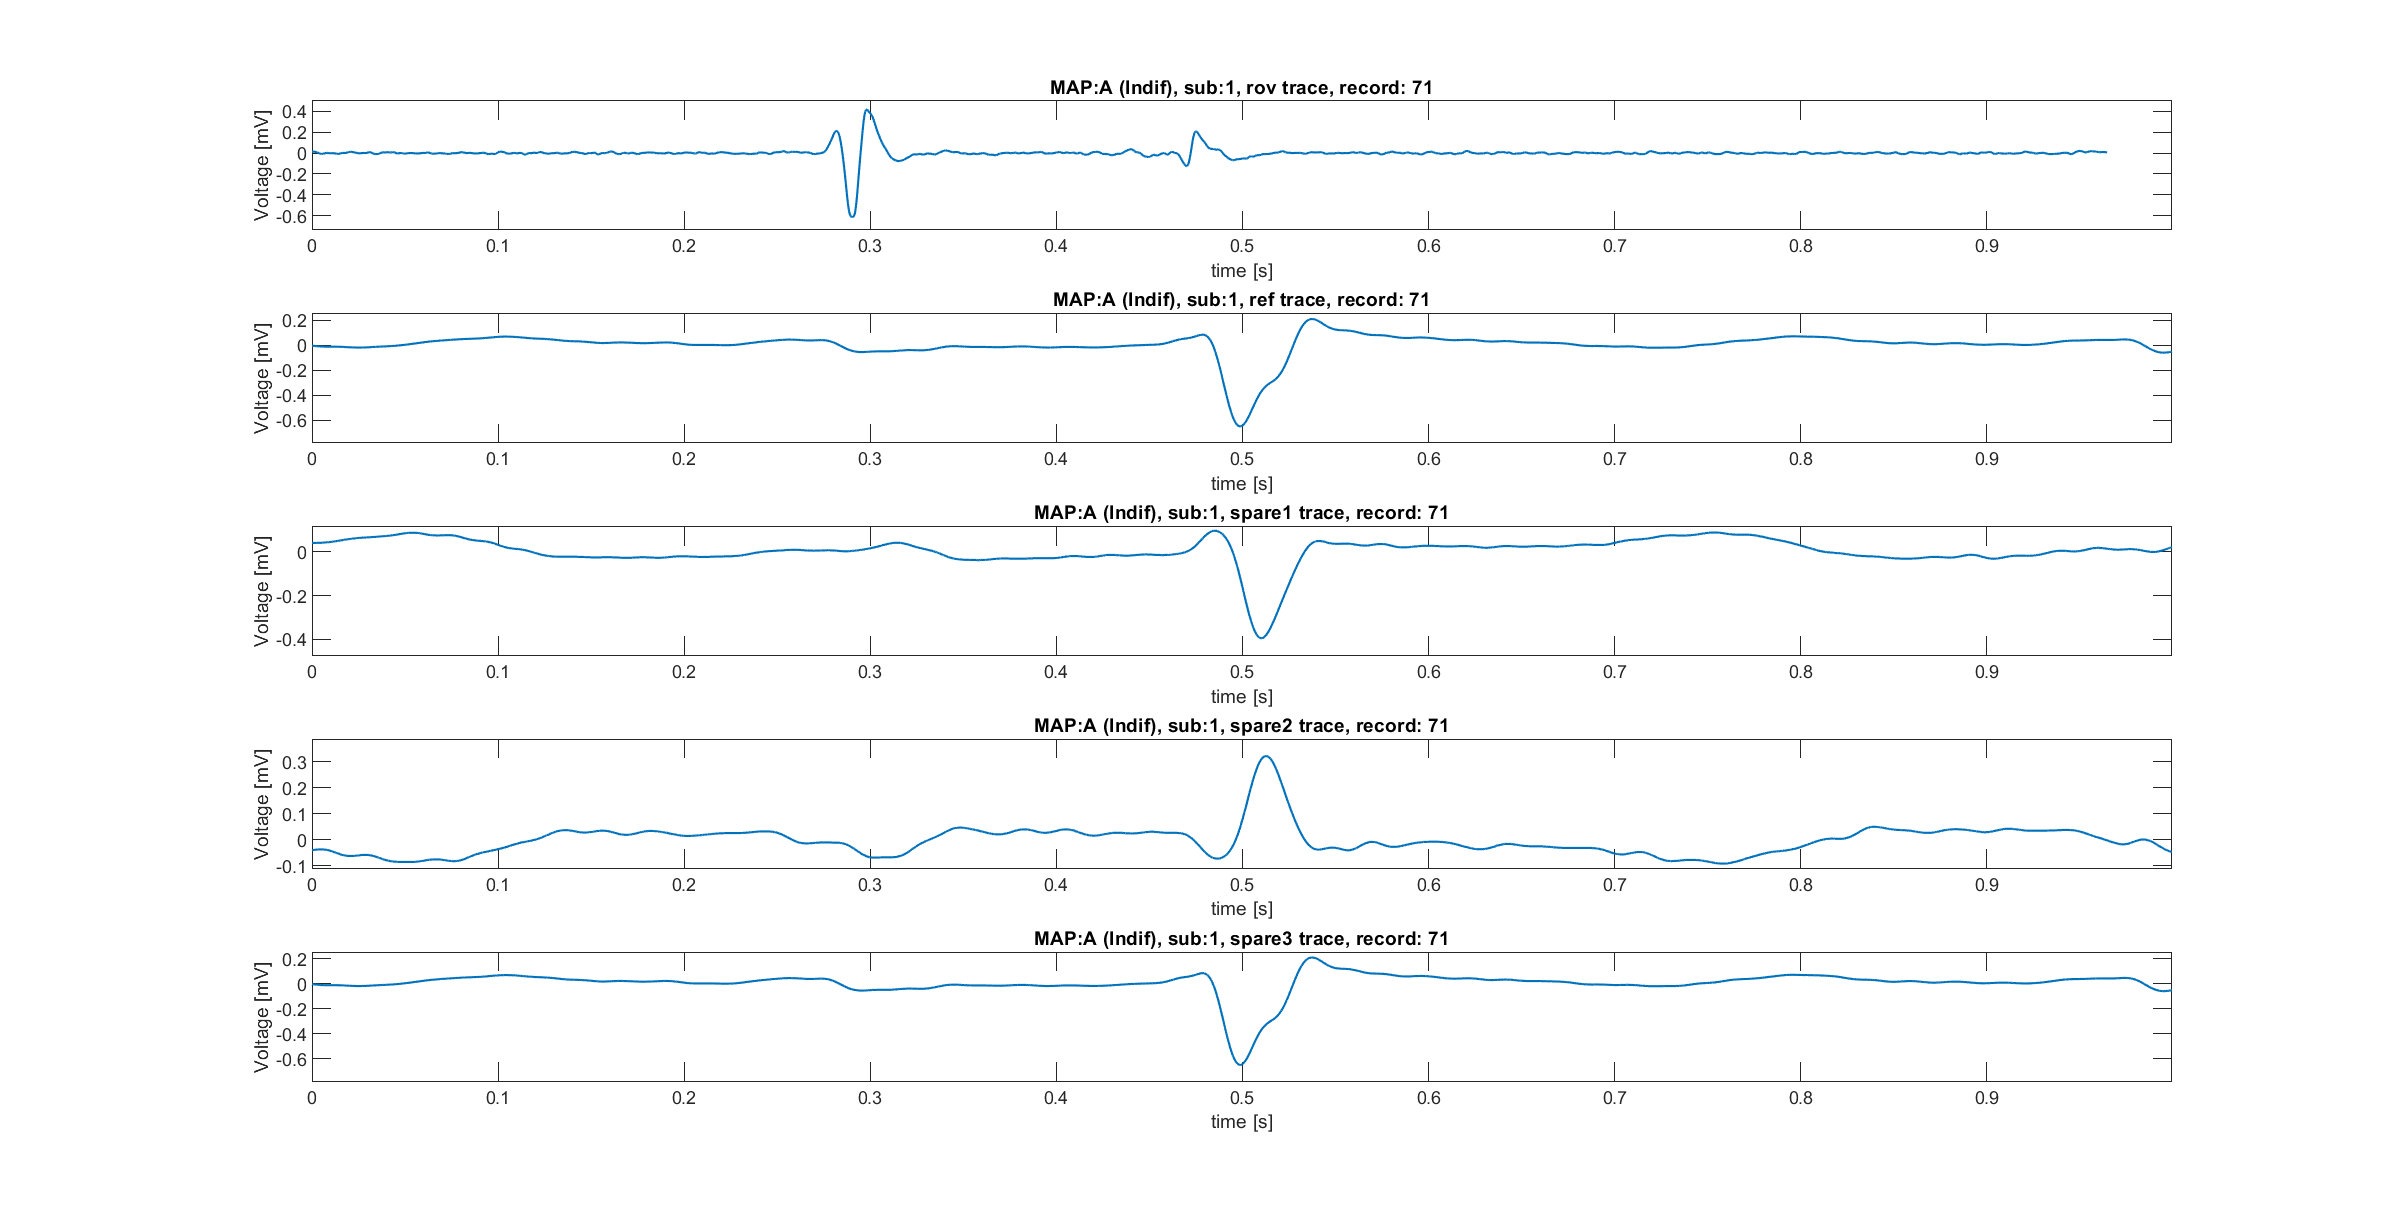 MAP:A (Indif), sub:1, rov trace, record: 71
Voltage [mV]
0.4
0.2
0
-0.2
-0.4
-0.6
0 0.1 0.2 0.3 0.4 0.5 0.6 0.7 0.8 0.9
time [s]
MAP:A (Indif), sub:1, ref trace, record: 71
Voltage [mV]
0.2
0
-0.2
-0.4
-0.6
0 0.1 0.2 0.3 0.4 0.5 0.6 0.7 0.8 0.9
time [s]
MAP:A (Indif), sub:1, spare1 trace, record: 71
Voltage [mV]
0
-0.2
-0.4
0 0.1 0.2 0.3 0.4 0.5 0.6 0.7 0.8 0.9
time [s]
MAP:A (Indif), sub:1, spare2 trace, record: 71
Voltage [mV]
0.3
0.2
0.1
0
-0.1
0 0.1 0.2 0.3 0.4 0.5 0.6 0.7 0.8 0.9
time [s]
MAP:A (Indif), sub:1, spare3 trace, record: 71
Voltage [mV]
0.2
0
-0.2
-0.4
-0.6
0 0.1 0.2 0.3 0.4 0.5 0.6 0.7 0.8 0.9
time [s]